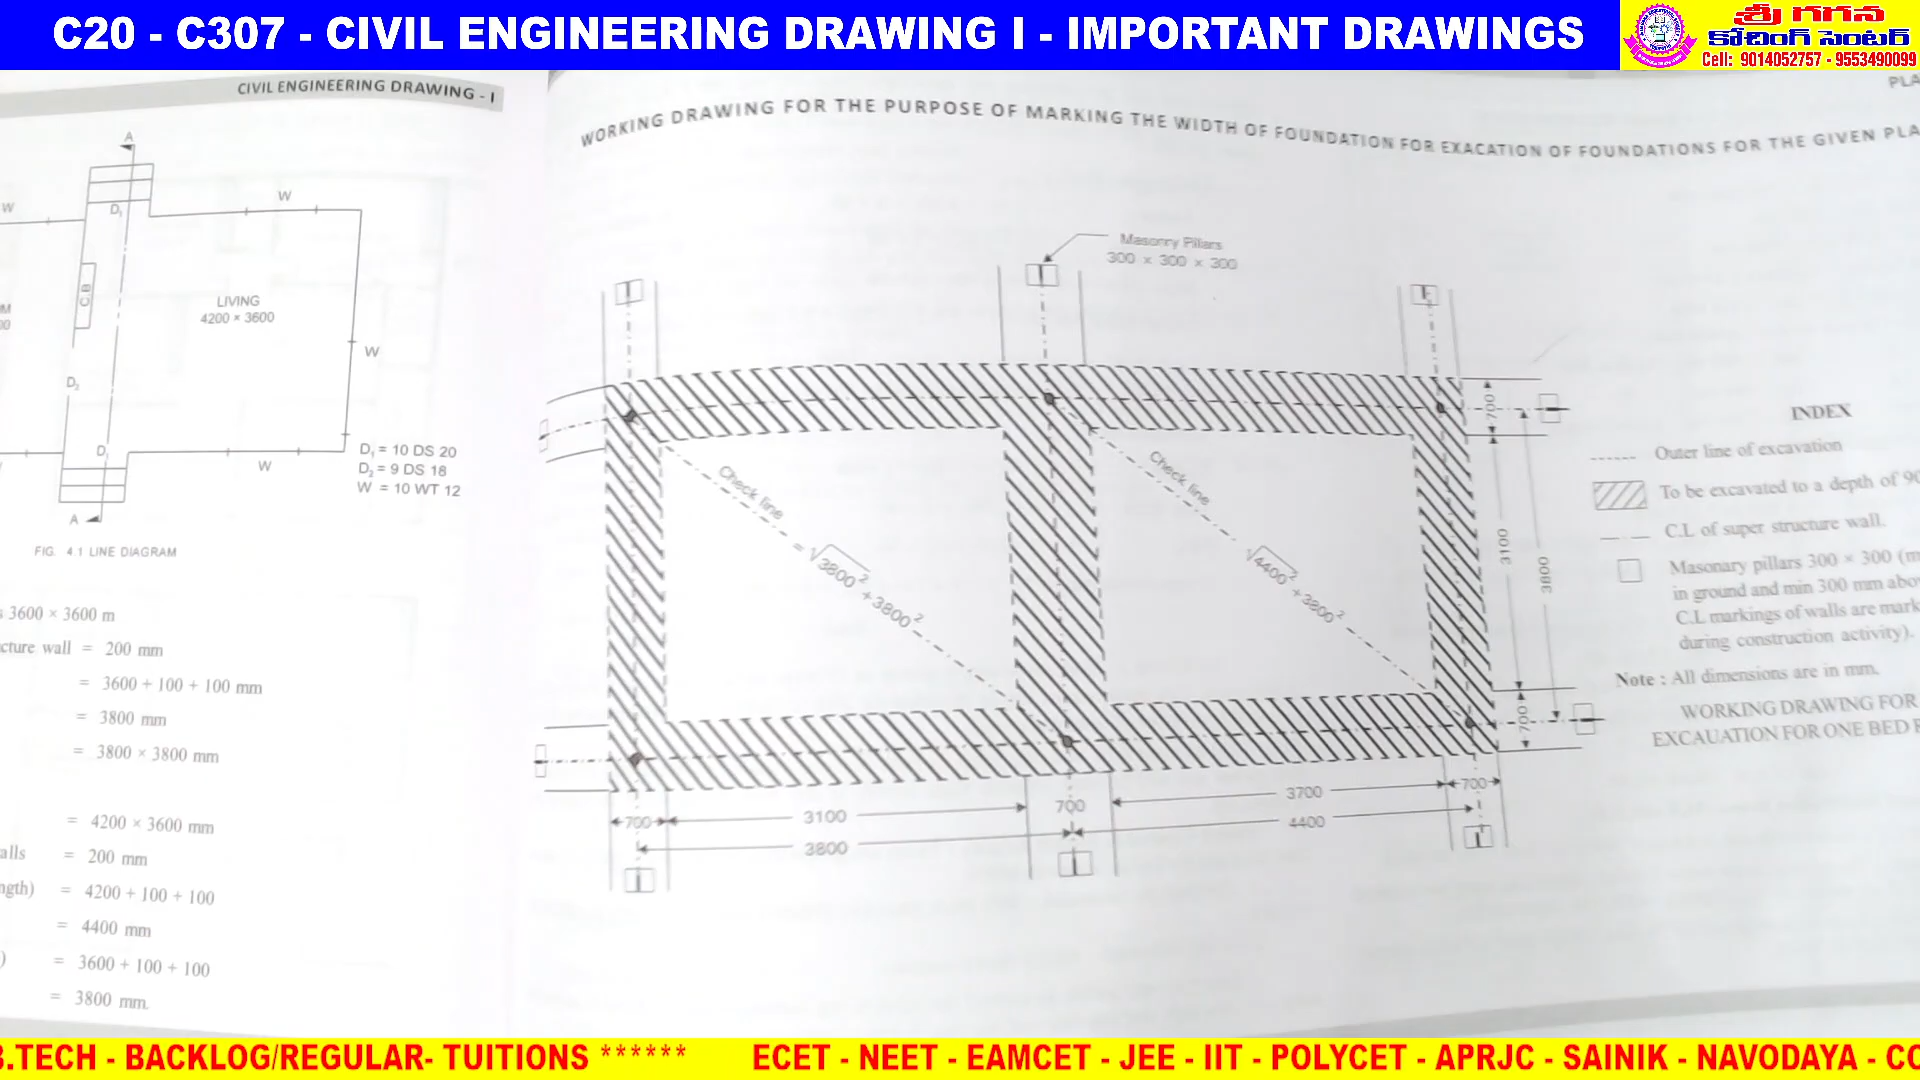 C20 - C307 - CIVIL ENGINEERING DRAWING I - IMPORTANT DRAWINGS
శ్రీ గగన
కోచింగ్ సెంటర్
Cell: 9014052757 - 9553490099
CIVIL ENGINEERING DRAWING - I
A
W
W
D1
C B
LIVING
4200 × 3600
W
D2
D
W
A
D1 = 10 DS 20
D2 = 9 DS 18
W = 10 WT 12
FIG. 4.1 LINE DIAGRAM
3600 × 3600 m
wall = 200 mm
= 3600 + 100 + 100 mm
= 3800 mm
= 3800 × 3800 mm
= 4200 × 3600 mm
= 200 mm
= 4200 + 100 + 100
= 4400 mm
= 3600 + 100 + 100
= 3800 mm.
WORKING DRAWING FOR THE PURPOSE OF MARKING THE WIDTH OF FOUNDATION FOR EXACATION OF FOUNDATIONS FOR THE GIVEN PLA
Masonry Pillars
300 × 300 × 300
Check line = √3800² + 3800²
Check line √4400² + 3800²
700
3100
3800
700
700
3100
700
3700
700
3800
4400
INDEX
Outer line of excavation
To be excavated to a depth of 90
C.L of super structure wall.
Masonary pillars 300 × 300 (m
in ground and min 300 mm abo
C.L markings of walls are mark
during construction activity).
Note : All dimensions are in mm.
WORKING DRAWING FOR
EXCAUATION FOR ONE BED
B.TECH - BACKLOG/REGULAR- TUITIONS ****** ECET - NEET - EAMCET - JEE - IIT - POLYCET - APRJC - SAINIK - NAVODAYA - CO